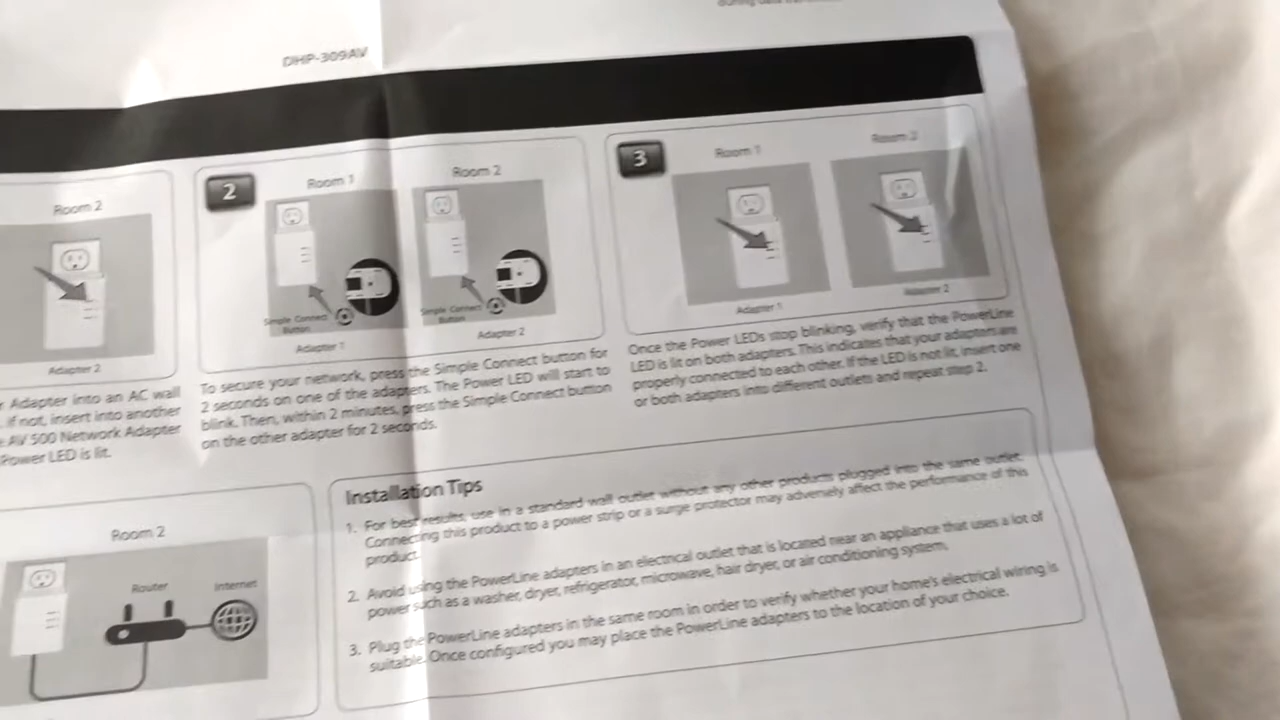 DHP-309AV
Room 2
Adapter 2
r Adapter into an AC wall
. If not, insert into another
e AV 500 Network Adapter
Power LED is lit.
2
Room 1
Room 2
Simple Connect
Button
Adapter 1
Simple Connect
Button
Adapter 2
To secure your network, press the Simple Connect button for
2 seconds on one of the adapters. The Power LED will start to
blink. Then, within 2 minutes, press the Simple Connect button
on the other adapter for 2 seconds.
3
Room 1
Room 2
Adapter 1
Adapter 2
Once the Power LEDs stop blinking, verify that the PowerLine
LED is lit on both adapters. This indicates that your adapters are
properly connected to each other. If the LED is not lit, insert one
or both adapters into different outlets and repeat step 2.
Room 2
Router
Internet
Installation Tips
1. For best results, use in a standard wall outlet without any other products plugged into the same outlet.
Connecting this product to a power strip or a surge protector may adversely affect the performance of this
product.
2. Avoid using the PowerLine adapters in an electrical outlet that is located near an appliance that uses a lot of
power such as a washer, dryer, refrigerator, microwave, hair dryer, or air conditioning system.
3. Plug the PowerLine adapters in the same room in order to verify whether your home's electrical wiring is
suitable. Once configured you may place the PowerLine adapters to the location of your choice.